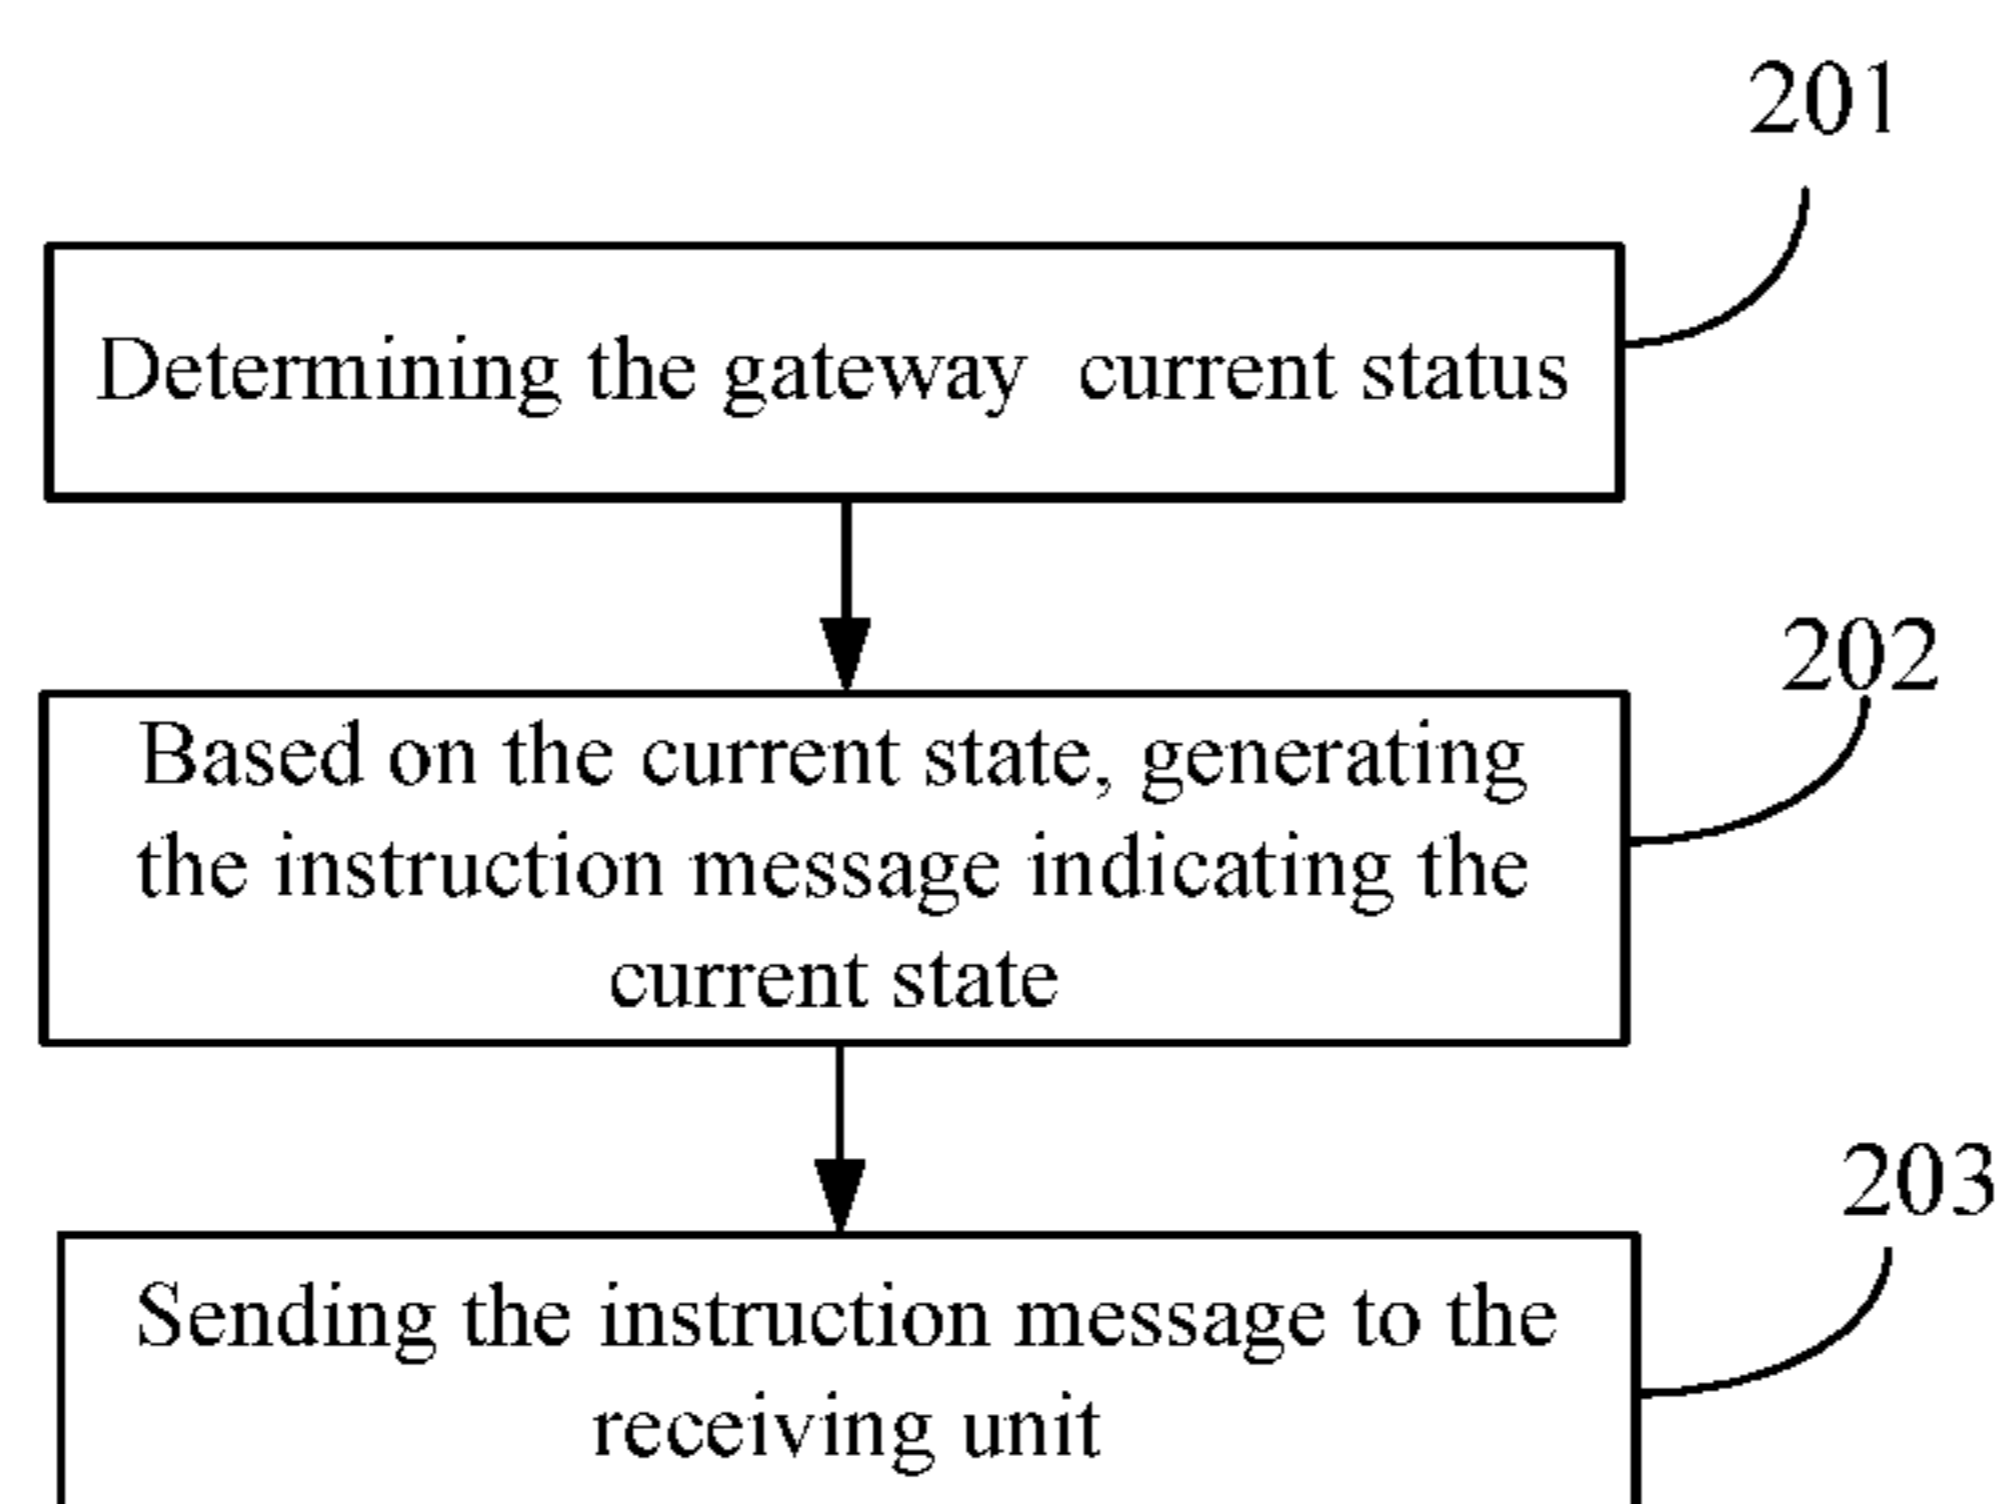 201
Determining the gateway current status
202
Based on the current state, generating
the instruction message indicating the
current state
203
Sending the instruction message to the
receiving unit